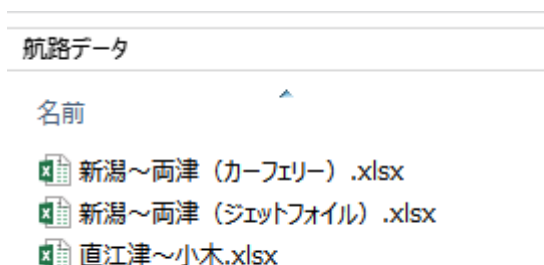 航路データ
名前
新潟～両津（カーフェリー）.xlsx
新潟～両津（ジェットフォイル）.xlsx
直江津～小木.xlsx